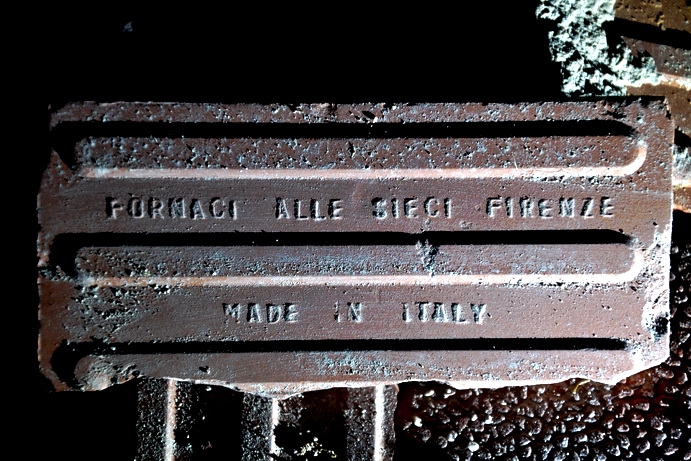 FORNACI ALLE SIECI FIRENZE
MADE IN ITALY